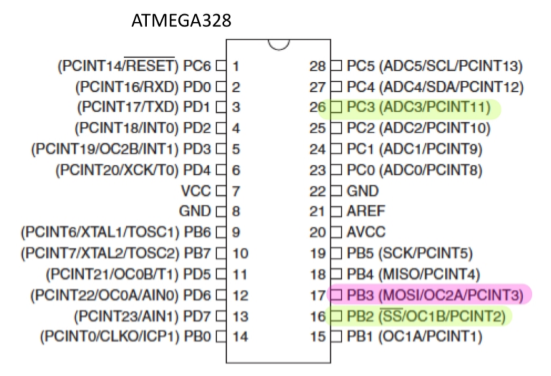 ATMEGA328
(PCINT14/RESET) PC6 1 28 PC5 (ADC5/SCL/PCINT13)
(PCINT16/RXD) PD0 2 27 PC4 (ADC4/SDA/PCINT12)
(PCINT17/TXD) PD1 3 26 PC3 (ADC3/PCINT11)
(PCINT18/INT0) PD2 4 25 PC2 (ADC2/PCINT10)
(PCINT19/OC2B/INT1) PD3 5 24 PC1 (ADC1/PCINT9)
(PCINT20/XCK/T0) PD4 6 23 PC0 (ADC0/PCINT8)
VCC 7 22 GND
GND 8 21 AREF
(PCINT6/XTAL1/TOSC1) PB6 9 20 AVCC
(PCINT7/XTAL2/TOSC2) PB7 10 19 PB5 (SCK/PCINT5)
(PCINT21/OC0B/T1) PD5 11 18 PB4 (MISO/PCINT4)
(PCINT22/OC0A/AIN0) PD6 12 17 PB3 (MOSI/OC2A/PCINT3)
(PCINT23/AIN1) PD7 13 16 PB2 (SS/OC1B/PCINT2)
(PCINT0/CLKO/ICP1) PB0 14 15 PB1 (OC1A/PCINT1)